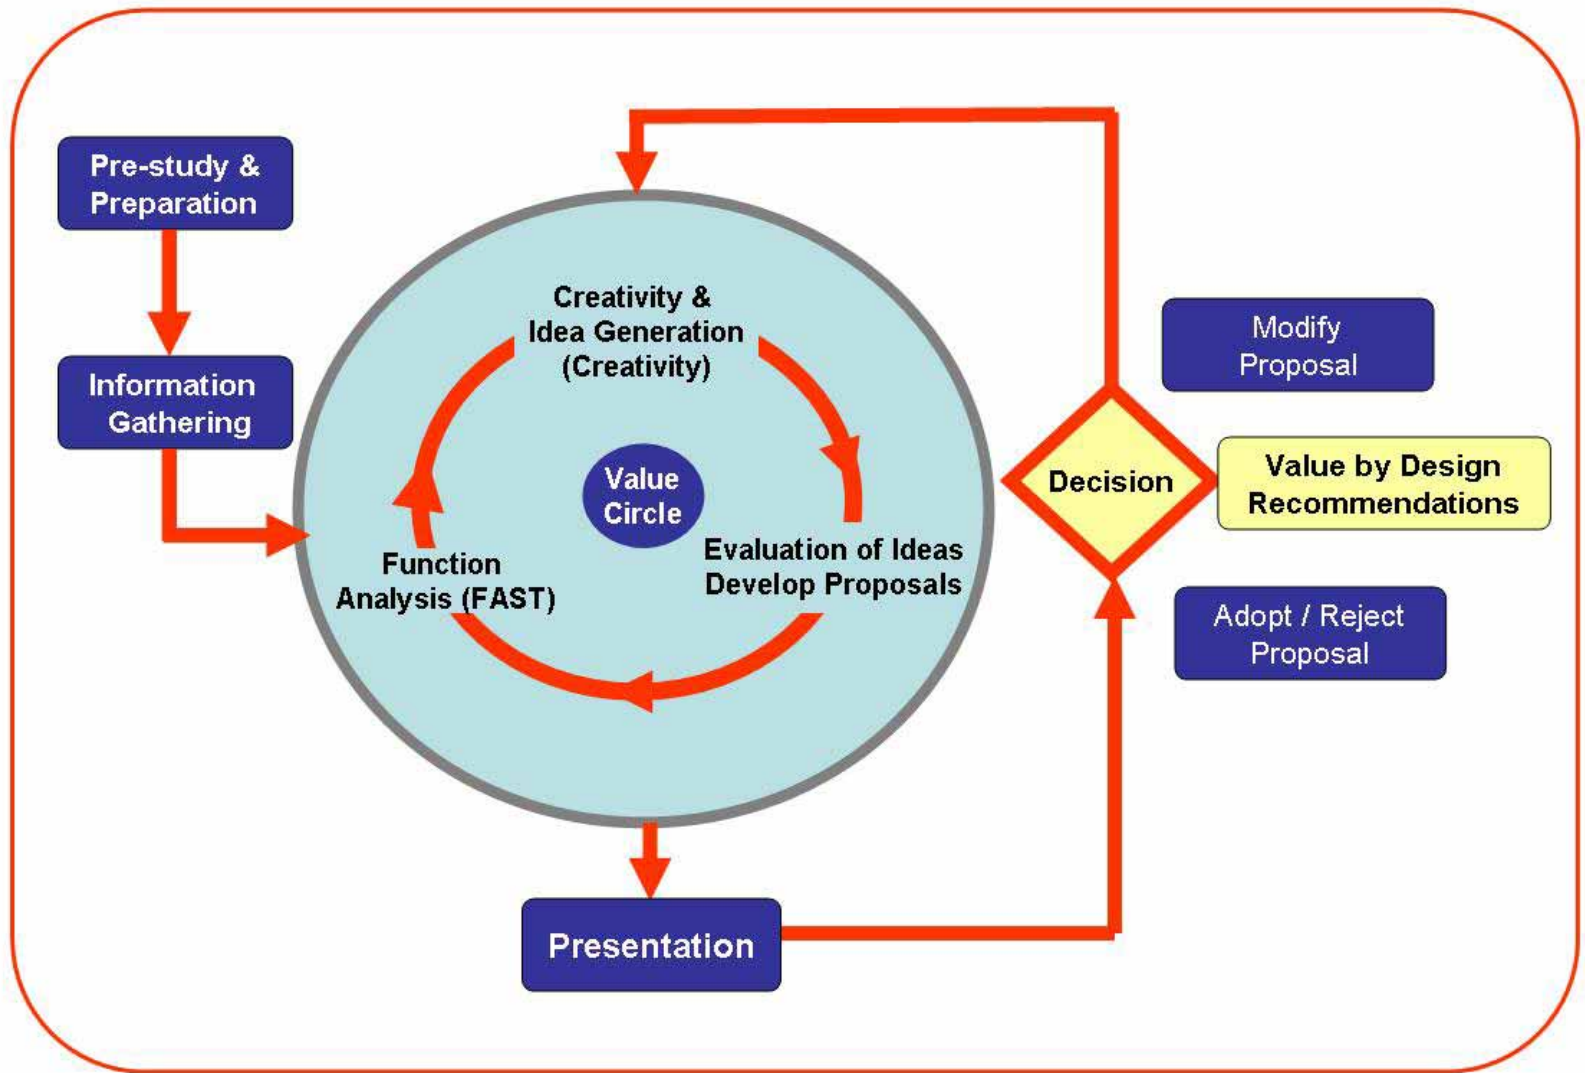 Pre-study &
Preparation
Information
Gathering
Creativity &
Idea Generation
(Creativity)
Value
Circle
Function
Analysis (FAST)
Evaluation of Ideas
Develop Proposals
Presentation
Decision
Modify
Proposal
Value by Design
Recommendations
Adopt / Reject
Proposal